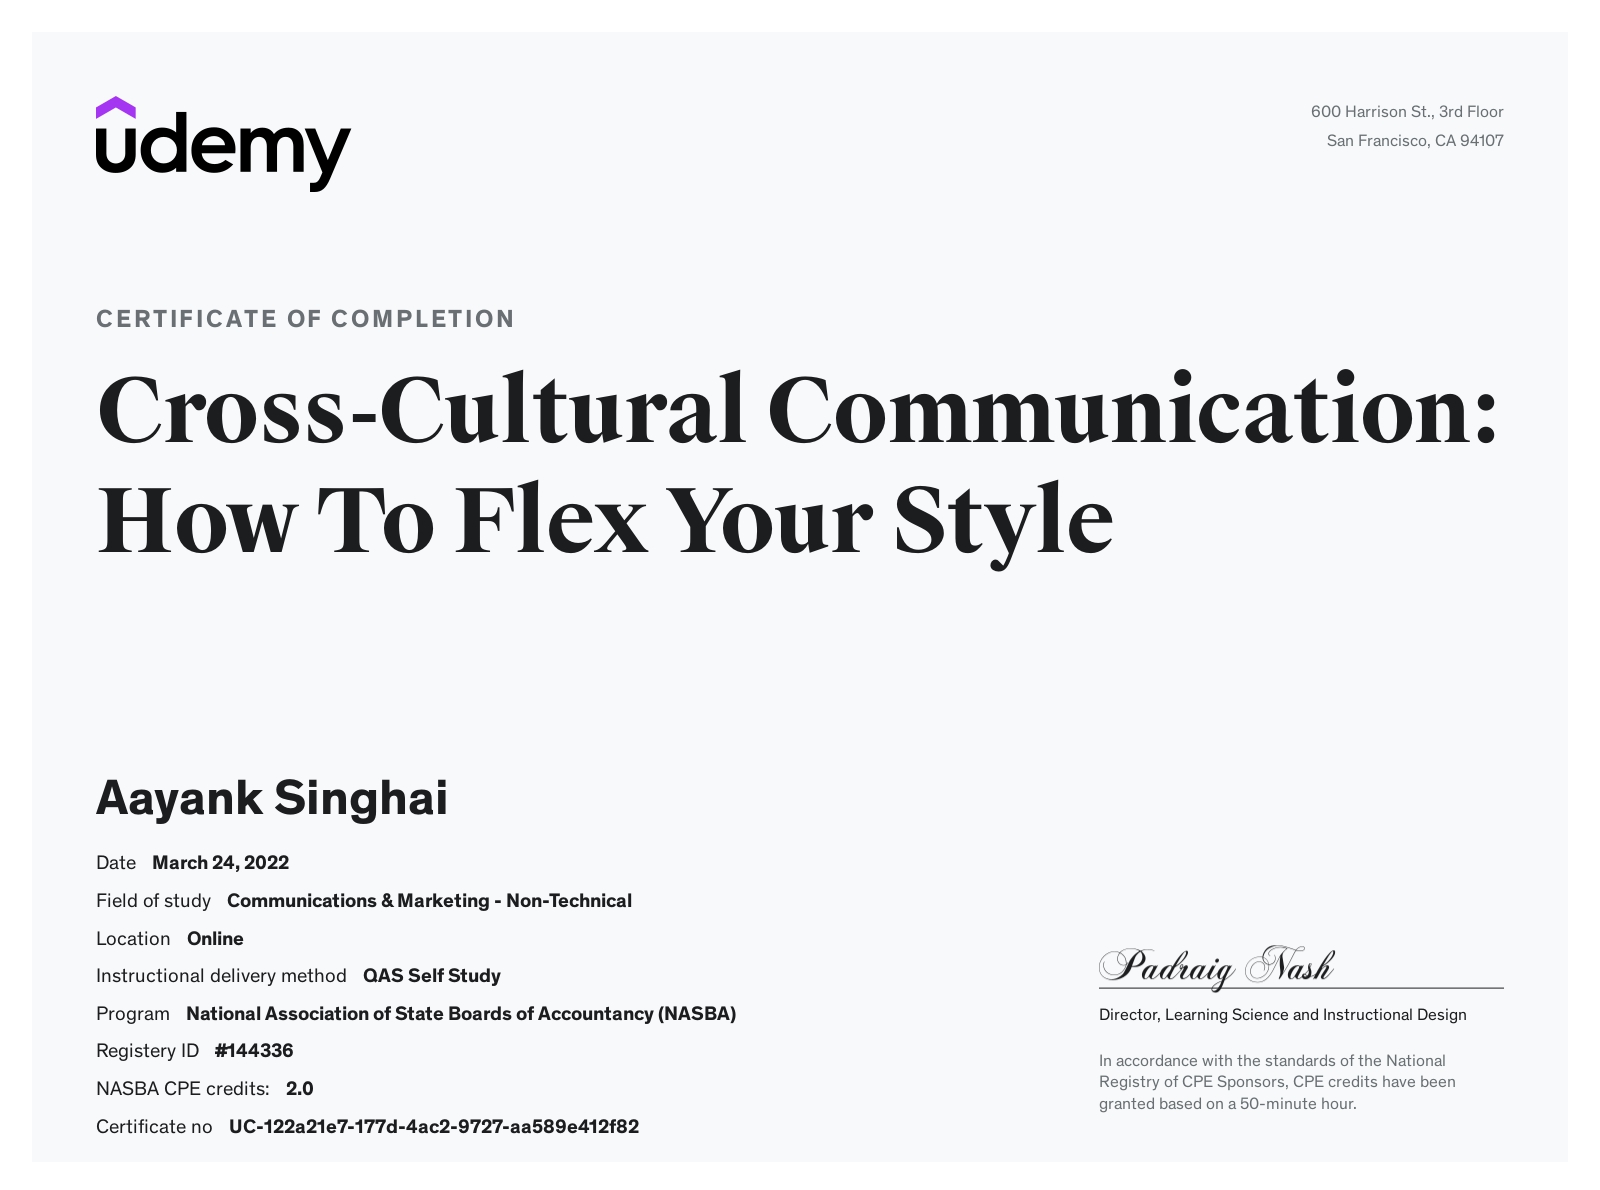 udemy
600 Harrison St., 3rd Floor
San Francisco, CA 94107
CERTIFICATE OF COMPLETION
Cross-Cultural Communication:
How To Flex Your Style
Aayank Singhai
Date March 24, 2022
Field of study Communications & Marketing - Non-Technical
Location Online
Instructional delivery method QAS Self Study
Program National Association of State Boards of Accountancy (NASBA)
Registery ID #144336
NASBA CPE credits: 2.0
Certificate no UC-122a21e7-177d-4ac2-9727-aa589e412f82
Padraig Nash
Director, Learning Science and Instructional Design
In accordance with the standards of the National
Registry of CPE Sponsors, CPE credits have been
granted based on a 50-minute hour.